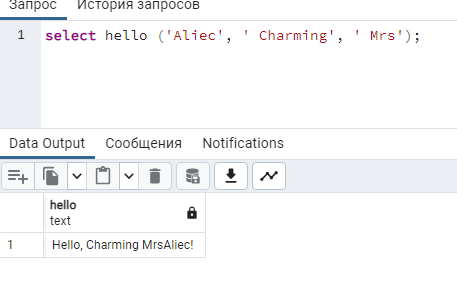 Запрос История запросов
1 select hello ('Aliec', ' Charming', ' Mrs');
Data Output Сообщения Notifications
hello
text
1 Hello, Charming MrsAliec!